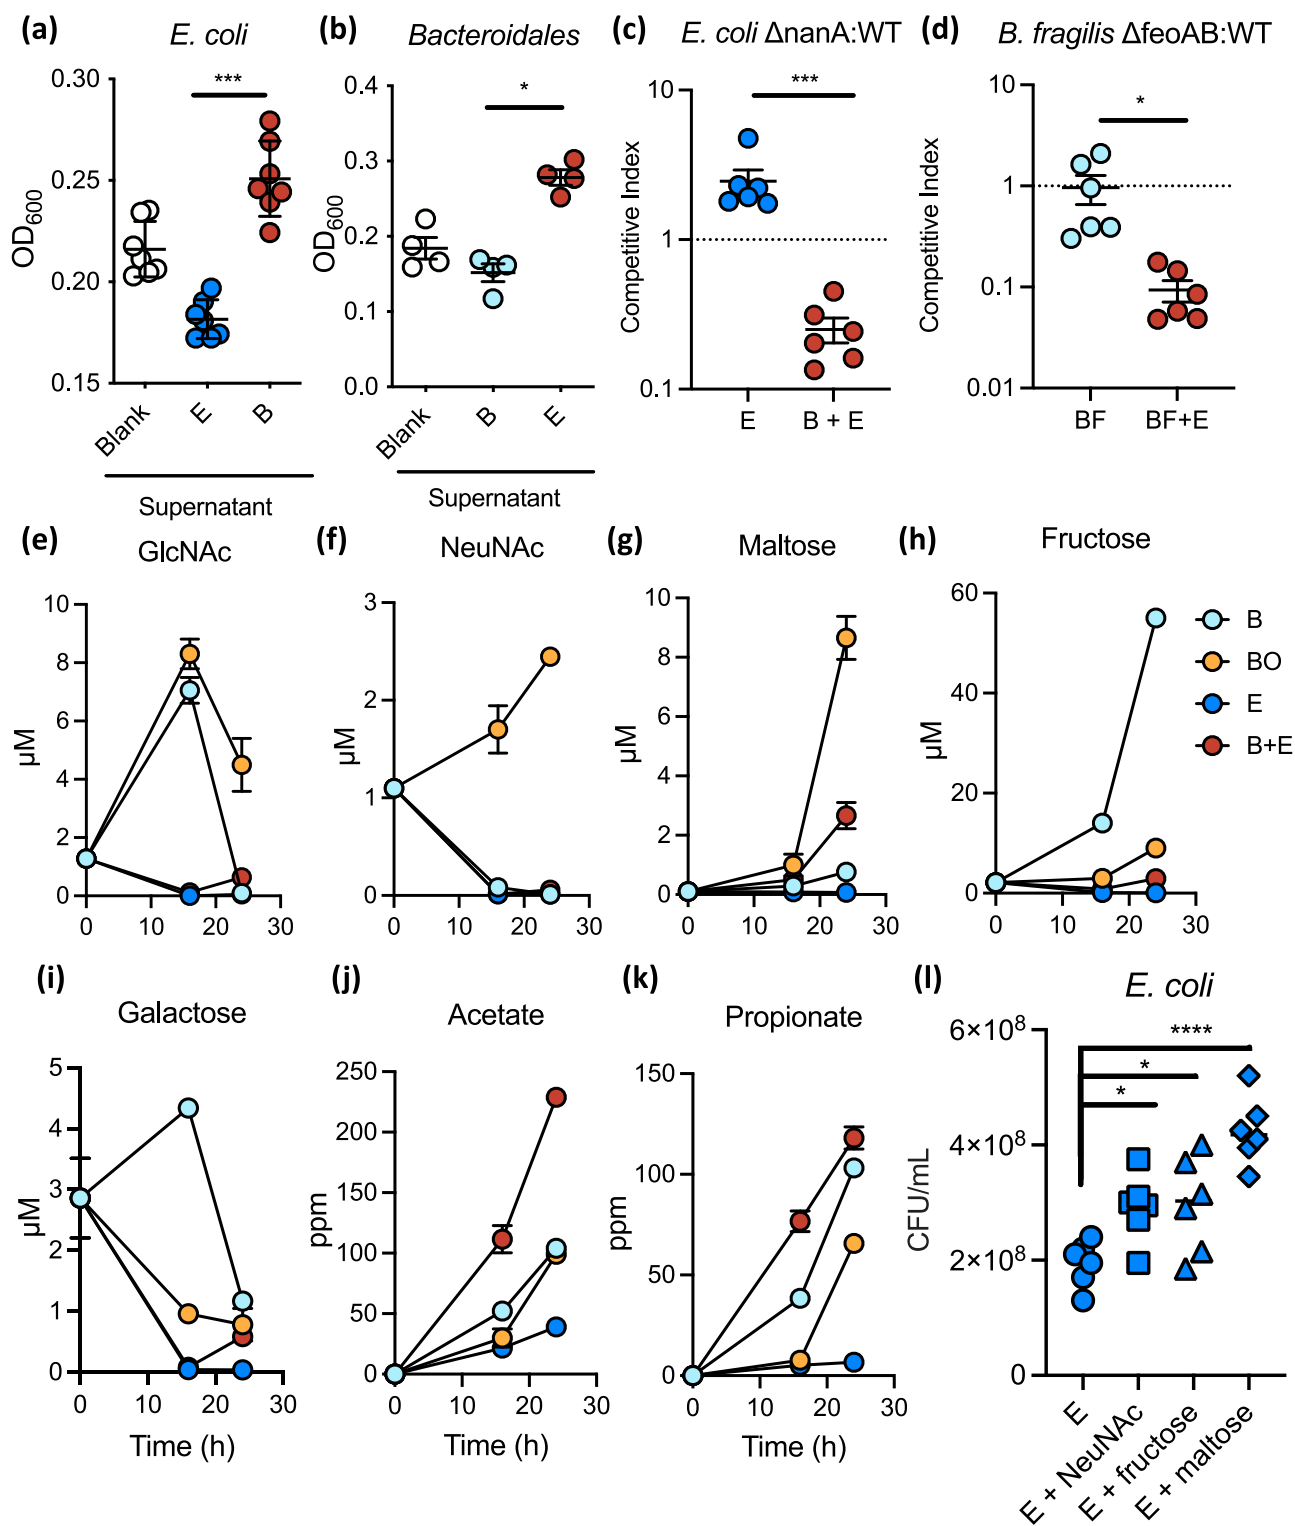 (a)
E. coli
OD600
0.30
0.25
0.20
0.15
***
Blank
E
B
Supernatant
(b)
Bacteroidales
OD600
0.4
0.3
0.2
0.1
0.0
*
Blank
B
E
Supernatant
(c)
E. coli ΔnanA:WT
Competitive Index
10
1
0.1
***
E
B + E
(d)
B. fragilis ΔfeoAB:WT
Competitive Index
10
1
0.1
0.01
*
BF
BF+E
(e)
GlcNAc
µM
10
8
6
4
2
0
0 10 20 30
(f)
NeuNAc
µM
3
2
1
0
0 10 20 30
(g)
Maltose
µM
10
8
6
4
2
0
0 10 20 30
(h)
Fructose
µM
60
40
20
0
0 10 20 30
B
BO
E
B+E
(i)
Galactose
µM
5
4
3
2
1
0
0 10 20 30
Time (h)
(j)
Acetate
ppm
250
200
150
100
50
0
0 10 20 30
Time (h)
(k)
Propionate
ppm
150
100
50
0
0 10 20 30
Time (h)
(l)
E. coli
CFU/mL
6×10⁸
4×10⁸
2×10⁸
0
****
*
*
E
E + NeuNAc
E + fructose
E + maltose